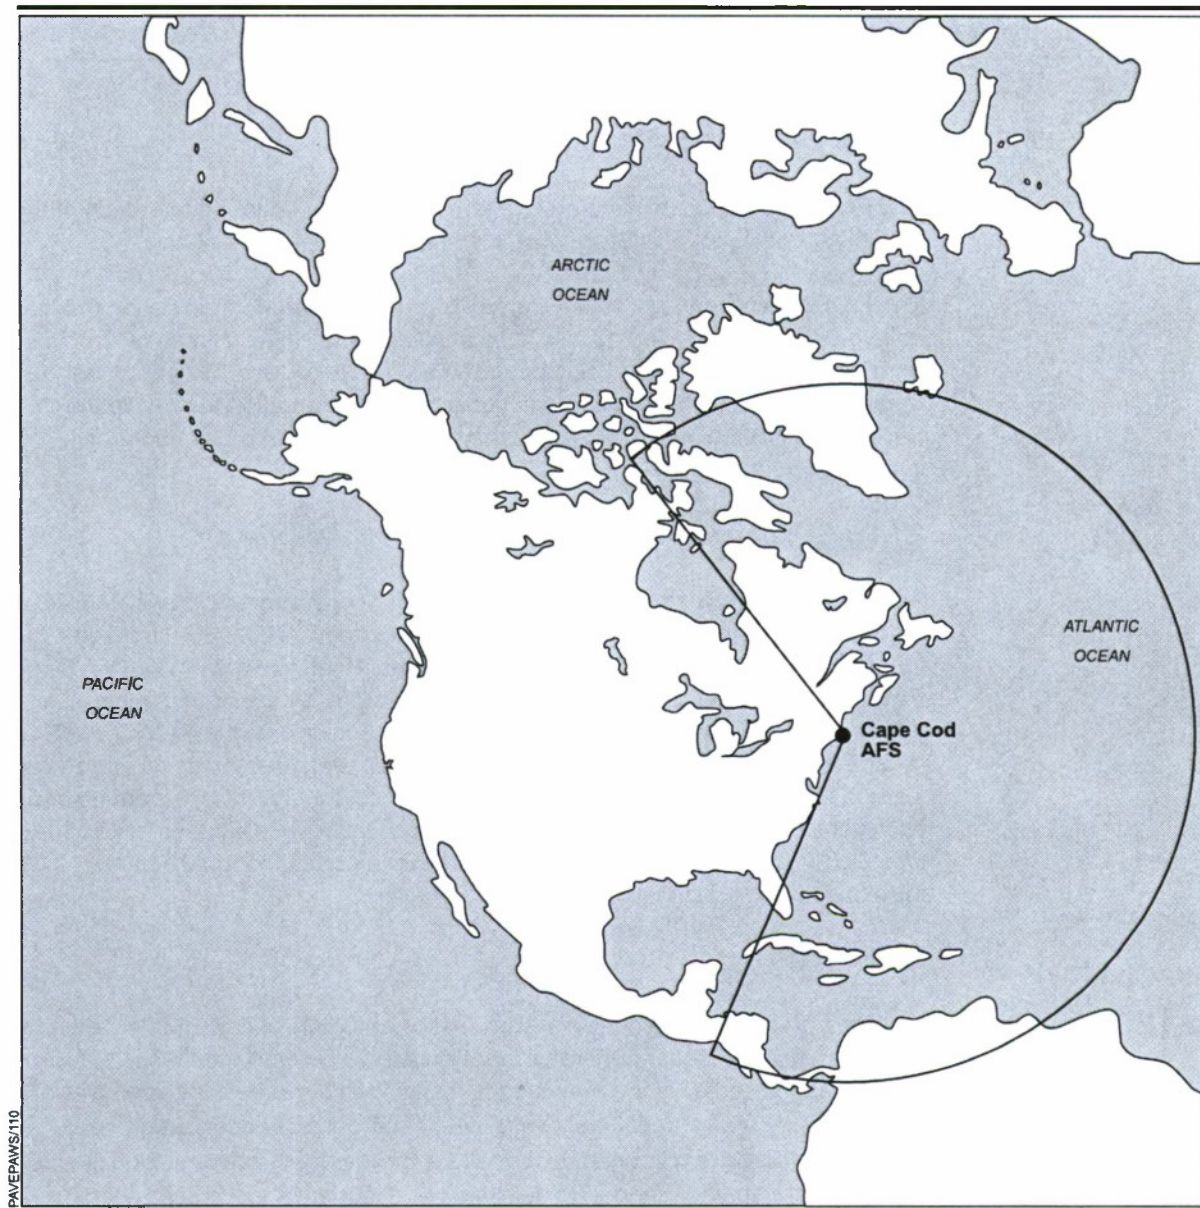 ARCTIC
OCEAN
ATLANTIC
OCEAN
PACIFIC
OCEAN
Cape Cod
AFS
PAVEPAWS/110